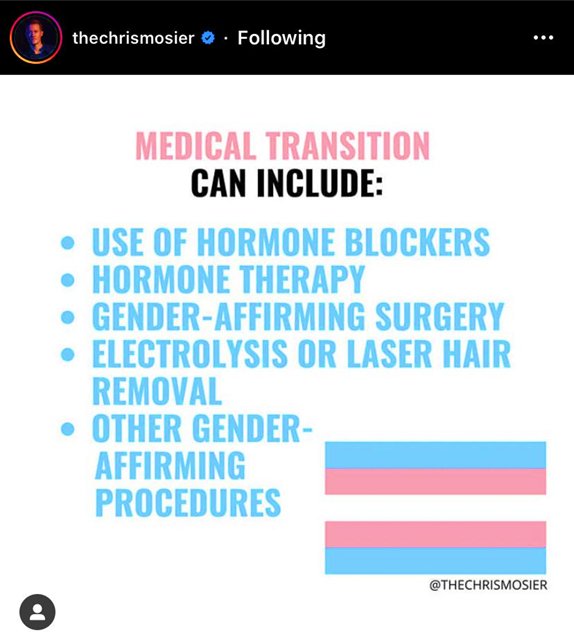 thechrismosier · Following
MEDICAL TRANSITION
CAN INCLUDE:
• USE OF HORMONE BLOCKERS
• HORMONE THERAPY
• GENDER-AFFIRMING SURGERY
• ELECTROLYSIS OR LASER HAIR
REMOVAL
• OTHER GENDER-
AFFIRMING
PROCEDURES
@THECHRISMOSIER